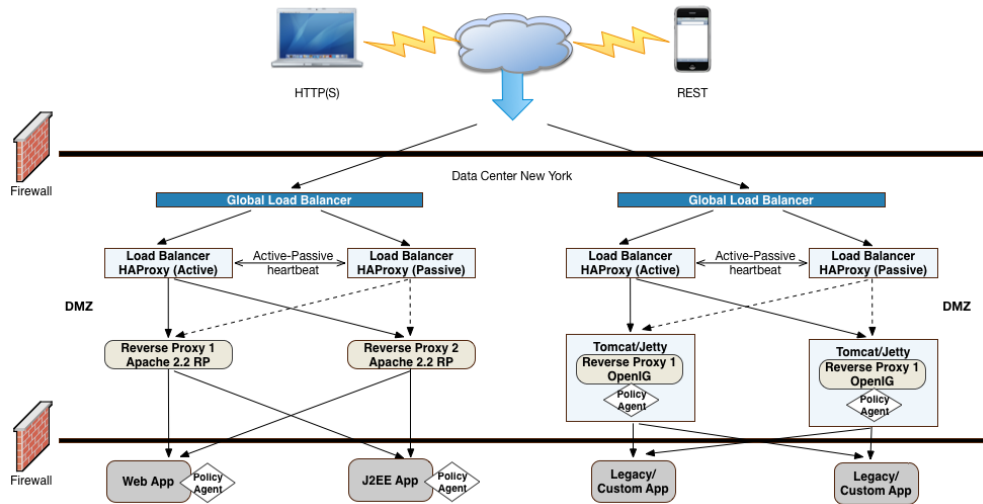 HTTP(S)
REST
Firewall
Data Center New York
Global Load Balancer
Global Load Balancer
Load Balancer
HAProxy (Active)
Active-Passive
heartbeat
Load Balancer
HAProxy (Passive)
Load Balancer
HAProxy (Active)
Active-Passive
heartbeat
Load Balancer
HAProxy (Passive)
DMZ
DMZ
Reverse Proxy 1
Apache 2.2 RP
Reverse Proxy 2
Apache 2.2 RP
Tomcat/Jetty
Reverse Proxy 1
OpenIG
Policy
Agent
Tomcat/Jetty
Reverse Proxy 1
OpenIG
Policy
Agent
Firewall
Web App
Policy
Agent
J2EE App
Policy
Agent
Legacy/
Custom App
Legacy/
Custom App